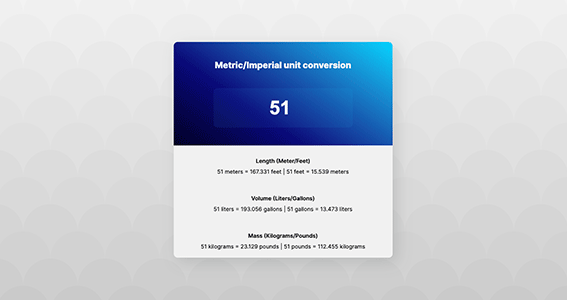 Metric/Imperial unit conversion
51
Length (Meter/Feet)
51 meters = 167.331 feet | 51 feet = 15.539 meters
Volume (Liters/Gallons)
51 liters = 193.056 gallons | 51 gallons = 13.473 liters
Mass (Kilograms/Pounds)
51 kilograms = 23.129 pounds | 51 pounds = 112.455 kilograms